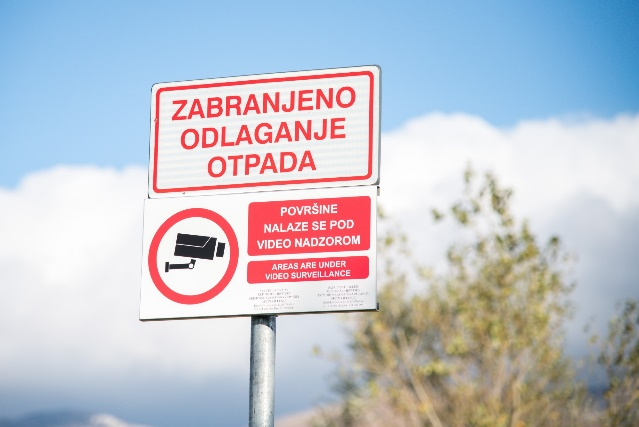 ZABRANJENO
ODLAGANJE
OTPADA
POVRŠINE
NALAZE SE POD
VIDEO NADZOROM
AREAS ARE UNDER
VIDEO SURVEILLANCE